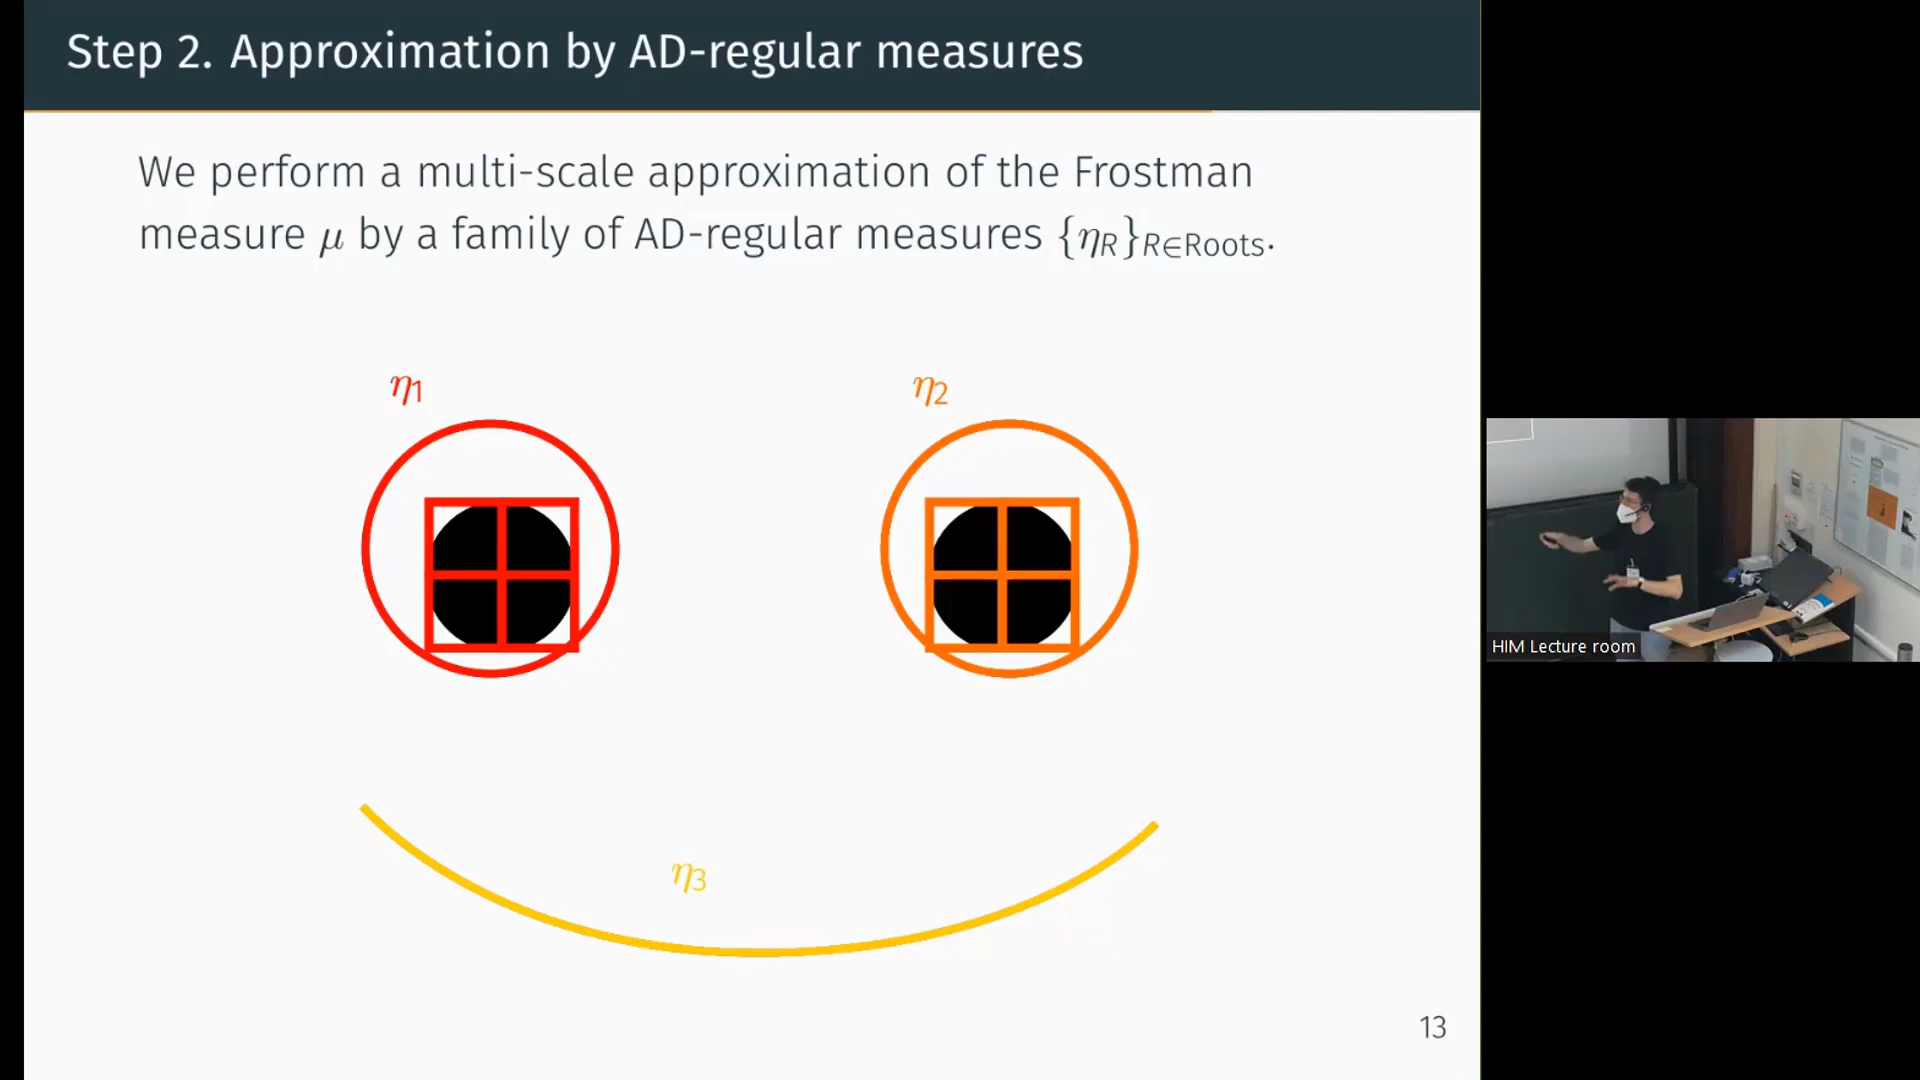 Step 2. Approximation by AD-regular measures
We perform a multi-scale approximation of the Frostman
measure μ by a family of AD-regular measures {η_R}_{R∈Roots}.
η₁
η₂
η₃
13
HIM Lecture room